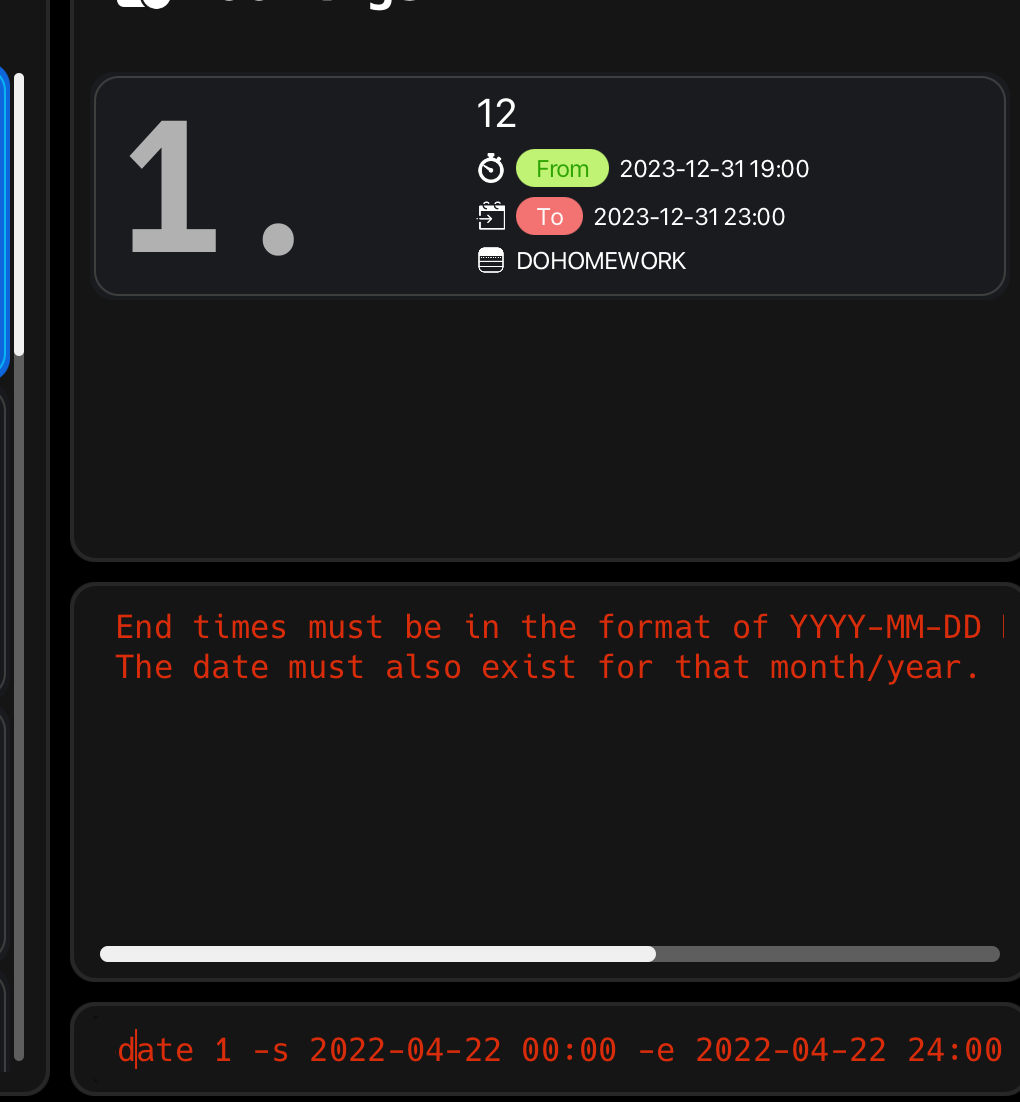 1.
12
From 2023-12-31 19:00
To 2023-12-31 23:00
DOHOMEWORK
End times must be in the format of YYYY-MM-DD
The date must also exist for that month/year.
date 1 -s 2022-04-22 00:00 -e 2022-04-22 24:00